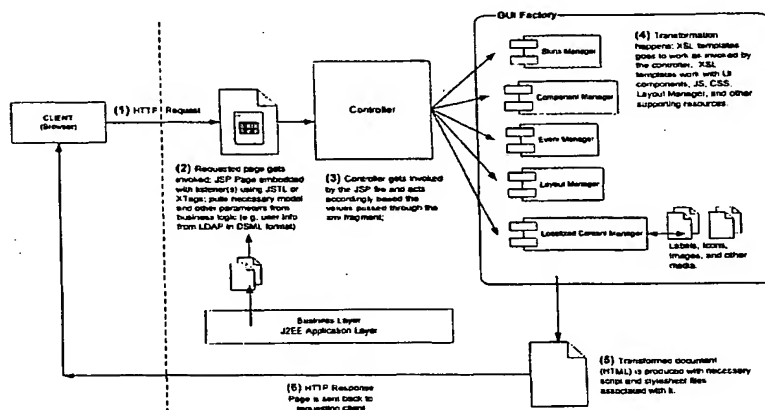 GUI Factory
(4) Transformation
happens: XSL templates
goes to work as invoked by
the controller. XSL
templates work with UI
components, JS, CSS,
Layout Manager, and other
supporting resources.
Skins Manager
Component Manager
Event Manager
Layout Manager
Localized Content Manager
Labels, Icons,
Images, and other
media.
CLIENT
(Browser)
(1) HTTP Request
Controller
(2) Requested page gets
invoked; JSP Page embedded
with listener(s) using JSTL or
XTags; pulls necessary model
and other parameters from
business logic (e.g. user info
from LDAP in DSML format)
(3) Controller gets invoked
by the JSP file and acts
accordingly based the
values passed through the
xml fragment;
Business Layer
J2EE Application Layer
(5) Transformed document
(HTML) is produced with necessary
script and stylesheet files
associated with it.
(6) HTTP Response
Page is sent back to
requesting client